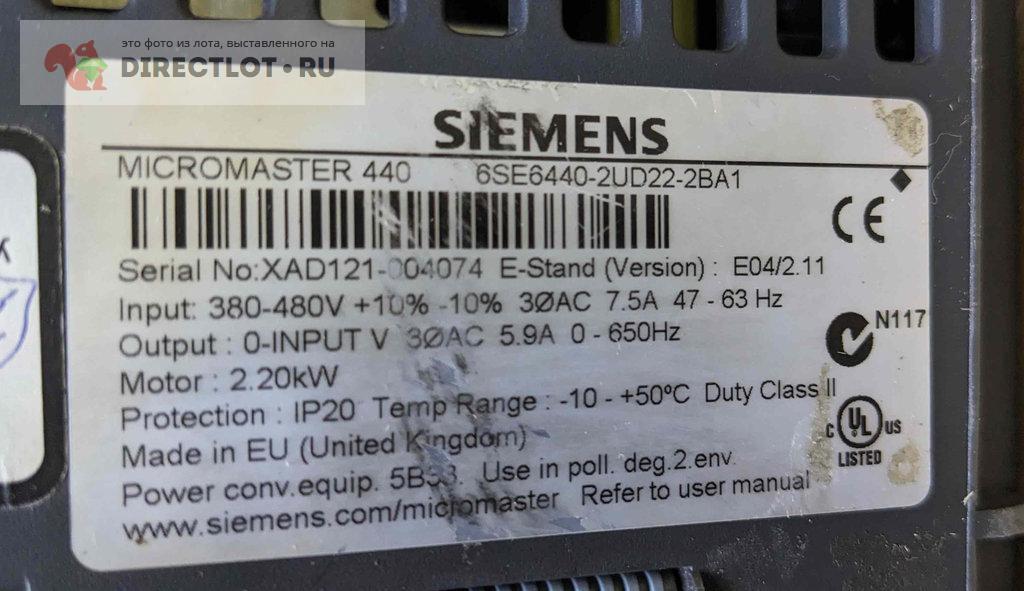 это фото из лота, выставленного на
DIRECTLOT.RU
SIEMENS
MICROMASTER 440 6SE6440-2UD22-2BA1
CE
Serial No:XAD121-004074 E-Stand (Version) : E04/2.11
Input: 380-480V +10% -10% 3ØAC 7.5A 47 - 63 Hz
Output : 0-INPUT V 3ØAC 5.9A 0 - 650Hz
N117
Motor : 2.20kW
Protection : IP20 Temp Range : -10 - +50ºC Duty Class II
Made in EU (United Kingdom)
C UL US
LISTED
Power conv.equip. 5B33. Use in poll. deg.2.env.
www.siemens.com/micromaster Refer to user manual